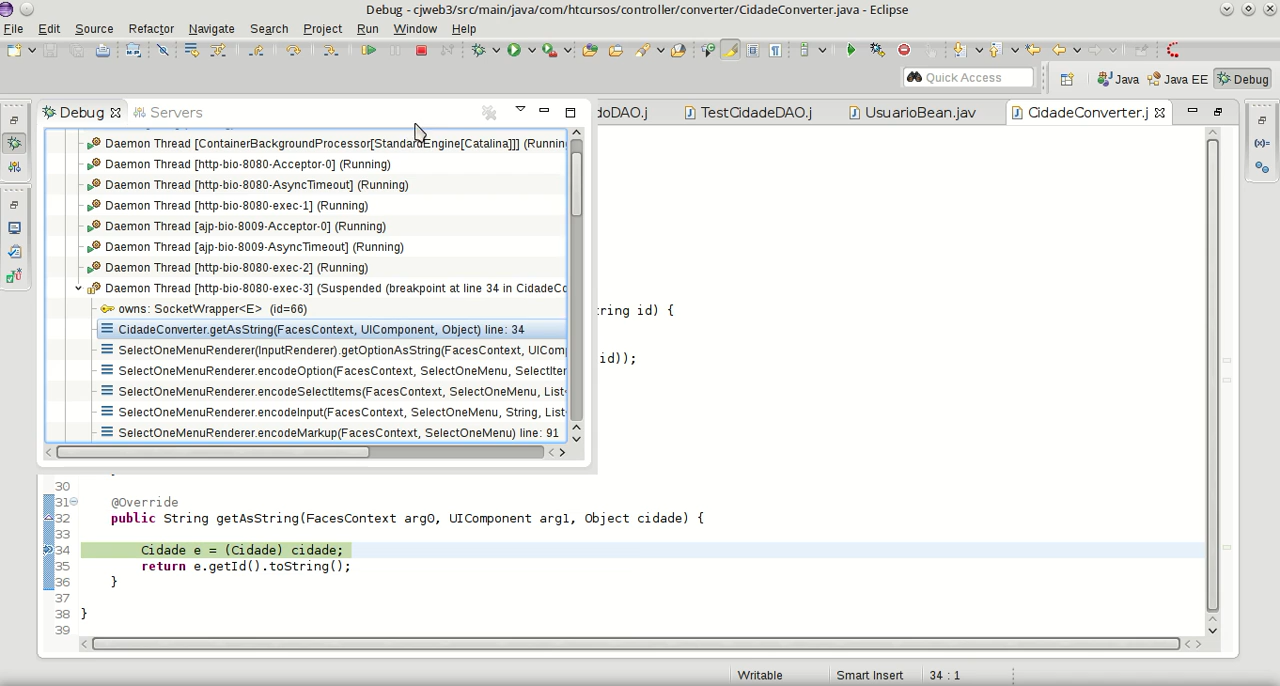 Debug - cjweb3/src/main/java/com/htcursos/controller/converter/CidadeConverter.java - Eclipse
File Edit Source Refactor Navigate Search Project Run Window Help
Quick Access
Java Java EE Debug
Debug Servers
doDAO.j TestCidadeDAO.j UsuarioBean.jav CidadeConverter.j
Daemon Thread [ContainerBackgroundProcessor[StandardEngine[Catalina]]] (Runnin
Daemon Thread [http-bio-8080-Acceptor-0] (Running)
Daemon Thread [http-bio-8080-AsyncTimeout] (Running)
Daemon Thread [http-bio-8080-exec-1] (Running)
Daemon Thread [ajp-bio-8009-Acceptor-0] (Running)
Daemon Thread [ajp-bio-8009-AsyncTimeout] (Running)
Daemon Thread [http-bio-8080-exec-2] (Running)
Daemon Thread [http-bio-8080-exec-3] (Suspended (breakpoint at line 34 in CidadeCo
owns: SocketWrapper<E> (id=66)
CidadeConverter.getAsString(FacesContext, UIComponent, Object) line: 34
SelectOneMenuRenderer(InputRenderer).getOptionAsString(FacesContext, UIComp
SelectOneMenuRenderer.encodeOption(FacesContext, SelectOneMenu, SelectItem
SelectOneMenuRenderer.encodeSelectItems(FacesContext, SelectOneMenu, List<
SelectOneMenuRenderer.encodeInput(FacesContext, SelectOneMenu, String, List<
SelectOneMenuRenderer.encodeMarkup(FacesContext, SelectOneMenu) line: 91
ring id) {
id));
30
31 @Override
32 public String getAsString(FacesContext arg0, UIComponent arg1, Object cidade) {
33
34 Cidade e = (Cidade) cidade;
35 return e.getId().toString();
36 }
37
38 }
39
Writable Smart Insert 34 : 1